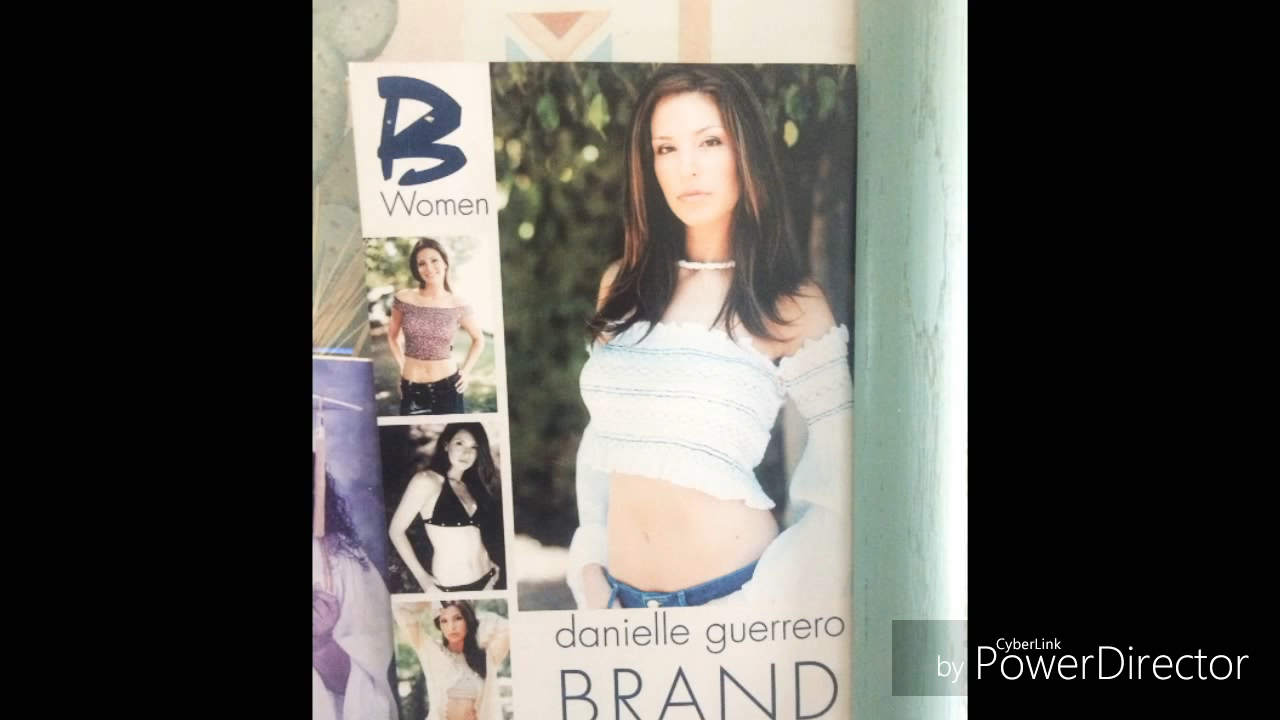 B
Women
danielle guerrero
BRAND
CyberLink
by PowerDirector